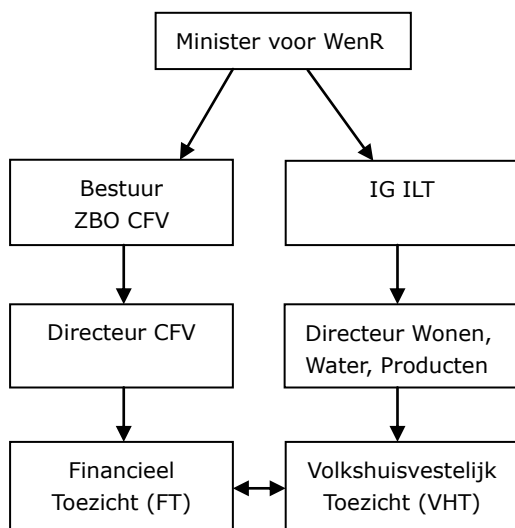 Minister voor WenR
Bestuur
ZBO CFV
IG ILT
Directeur CFV
Directeur Wonen,
Water, Producten
Financieel
Toezicht (FT)
Volkshuisvestelijk
Toezicht (VHT)